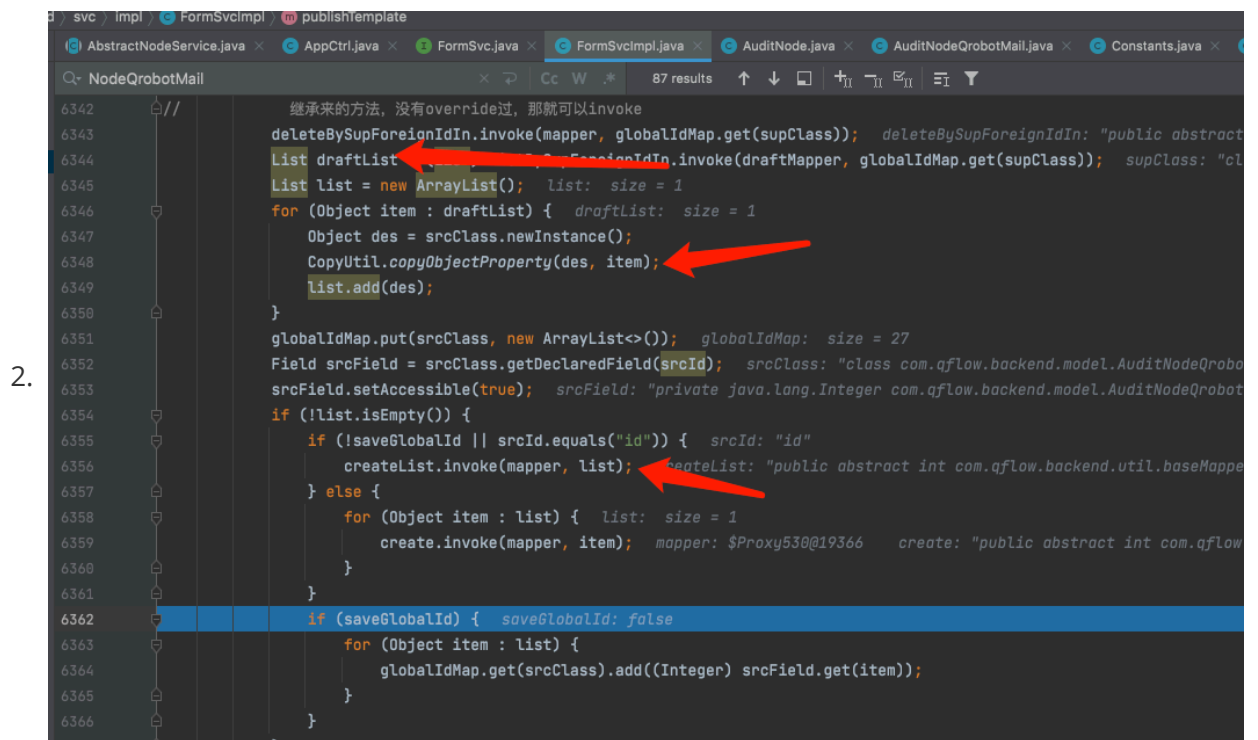 d 〉 svc 〉 impl 〉 FormSvcImpl 〉 m publishTemplate
AbstractNodeService.java × AppCtrl.java × FormSvc.java × FormSvcImpl.java × AuditNode.java × AuditNodeQrobotMail.java × Constants.java ×
NodeQrobotMail × Cc W .* 87 results
6342 // 继承来的方法，没有override过，那就可以invoke
6343 deleteBySupForeignIdIn.invoke(mapper, globalIdMap.get(supClass)); deleteBySupForeignIdIn: "public abstract
6344 List draftList SupForeignIdIn.invoke(draftMapper, globalIdMap.get(supClass)); supClass: "cl
6345 List list = new ArrayList(); list: size = 1
6346 for (Object item : draftList) { draftList: size = 1
6347 Object des = srcClass.newInstance();
6348 CopyUtil.copyObjectProperty(des, item);
6349 list.add(des);
6350 }
6351 globalIdMap.put(srcClass, new ArrayList<>()); globalIdMap: size = 27
6352 Field srcField = srcClass.getDeclaredField(srcId); srcClass: "class com.qflow.backend.model.AuditNodeQrobo
6353 srcField.setAccessible(true); srcField: "private java.lang.Integer com.qflow.backend.model.AuditNodeQrobot
6354 if (!list.isEmpty()) {
6355 if (!saveGlobalId || srcId.equals("id")) { srcId: "id"
6356 createList.invoke(mapper, list); createList: "public abstract int com.qflow.backend.util.baseMappe
6357 } else {
6358 for (Object item : list) { list: size = 1
6359 create.invoke(mapper, item); mapper: $Proxy530@19366 create: "public abstract int com.qflow
6360 }
6361 }
6362 if (saveGlobalId) { saveGlobalId: false
6363 for (Object item : list) {
6364 globalIdMap.get(srcClass).add((Integer) srcField.get(item));
6365 }
6366 }
2.